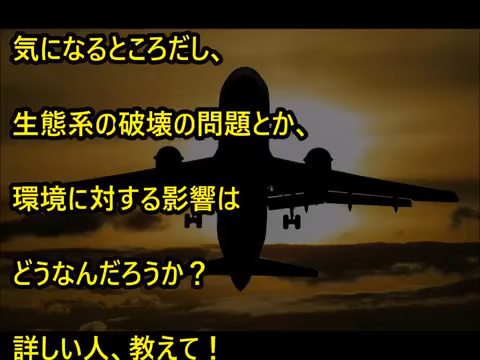 気になるところだし、
生態系の破壊の問題とか、
環境に対する影響は
どうなんだろうか？
詳しい人、教えて！